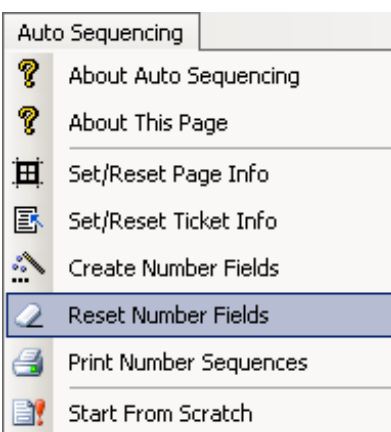 Auto Sequencing
About Auto Sequencing
About This Page
Set/Reset Page Info
Set/Reset Ticket Info
Create Number Fields
Reset Number Fields
Print Number Sequences
Start From Scratch